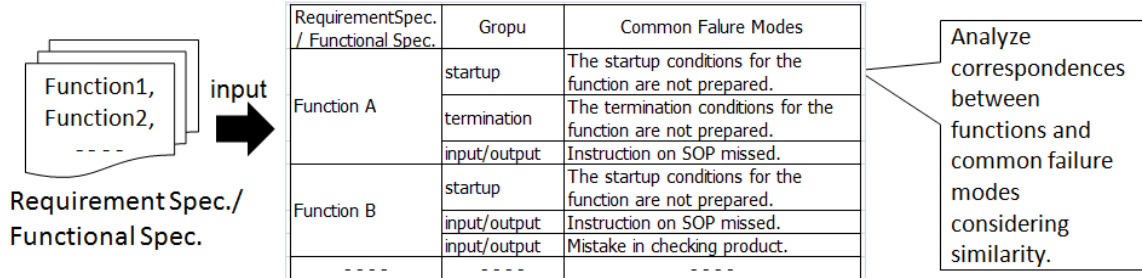 Function1,
Function2,
- - - -
Requirement Spec./
Functional Spec.
input
RequirementSpec.
/ Functional Spec.
Gropu
Common Falure Modes
Function A
startup
The startup conditions for the
function are not prepared.
termination
The termination conditions for the
function are not prepared.
input/output
Instruction on SOP missed.
Function B
startup
The startup conditions for the
function are not prepared.
input/output
Instruction on SOP missed.
input/output
Mistake in checking product.
- - - -
- - - -
- - - -
Analyze
correspondences
between
functions and
common failure
modes
considering
similarity.